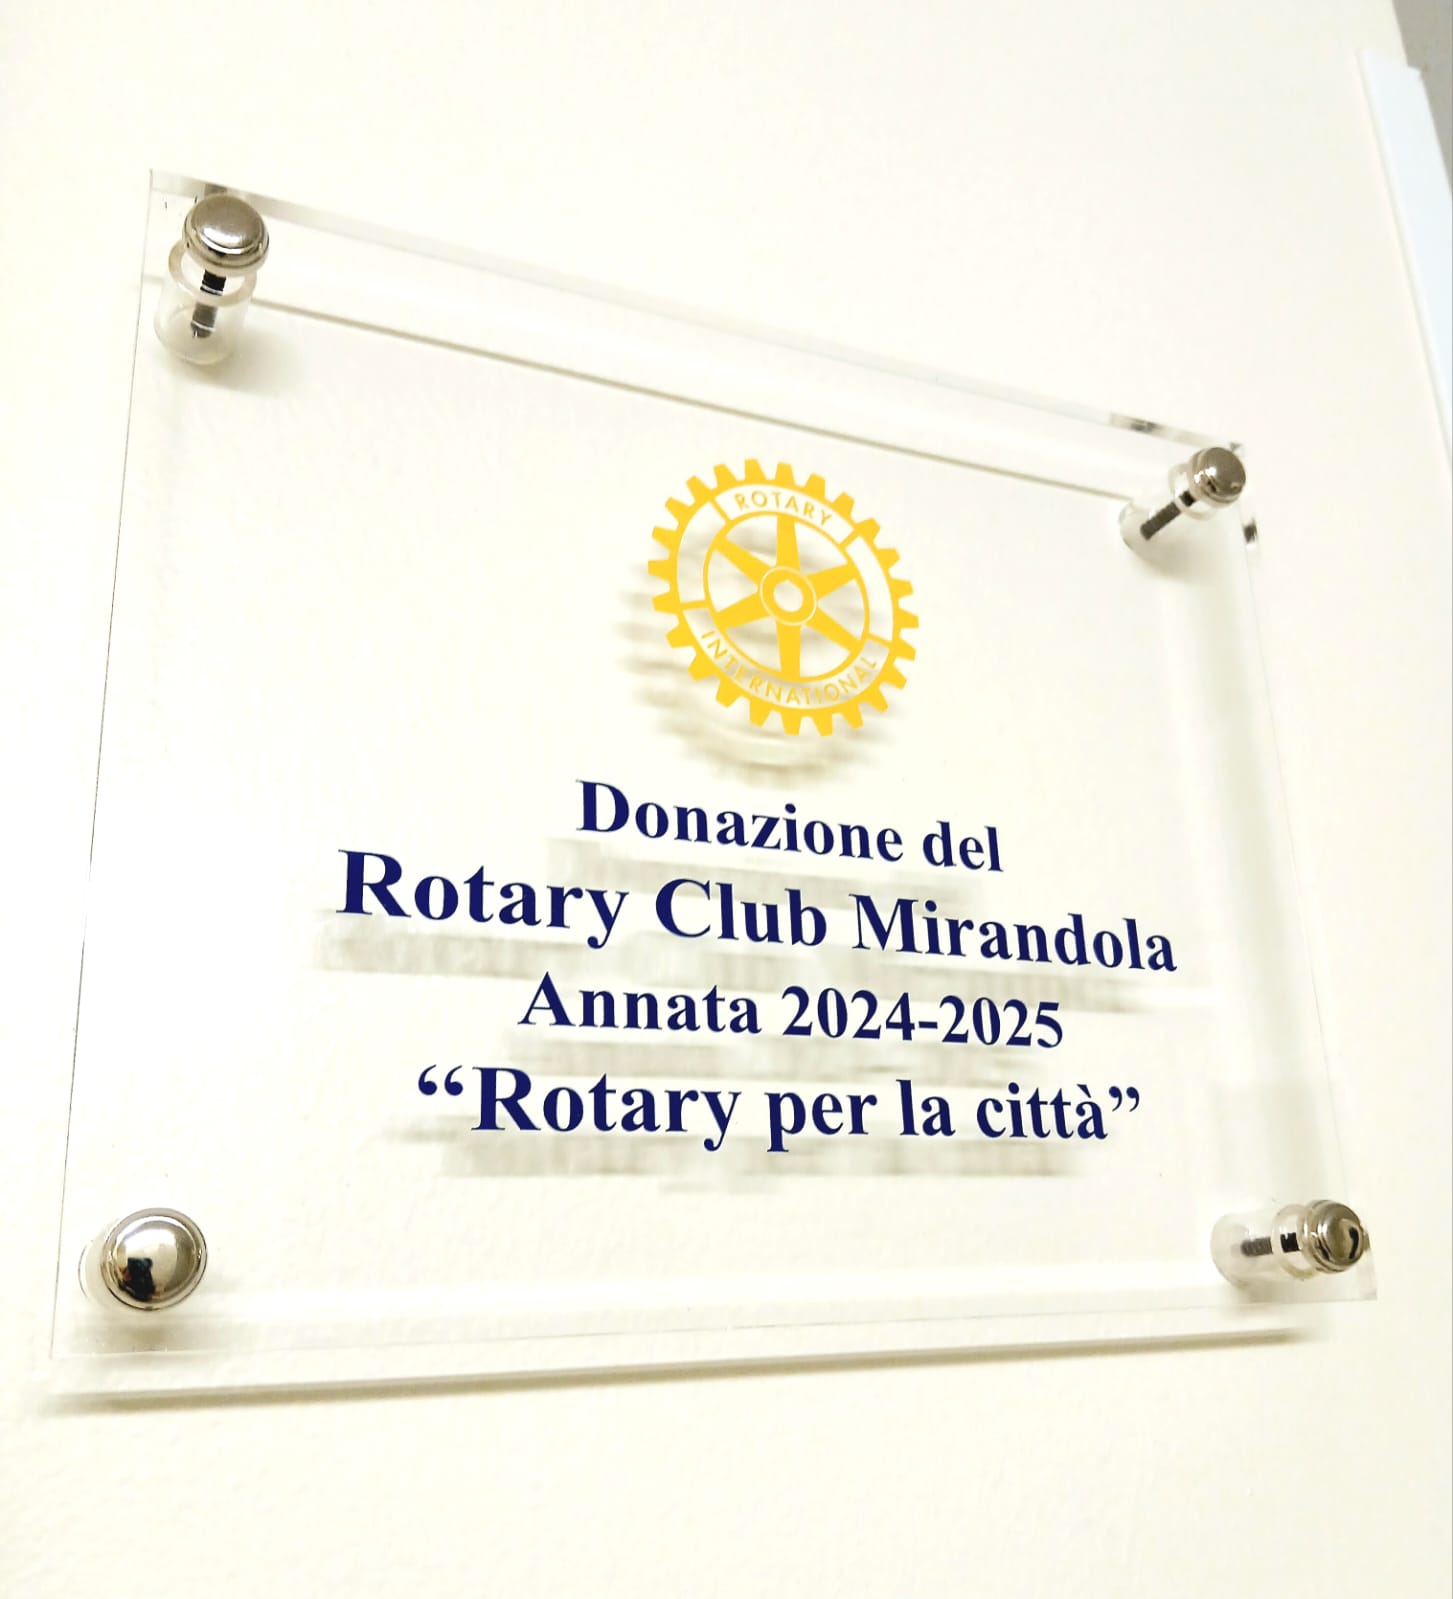 ROTARY
INTERNATIONAL
Donazione del
Rotary Club Mirandola
Annata 2024-2025
“Rotary per la città”